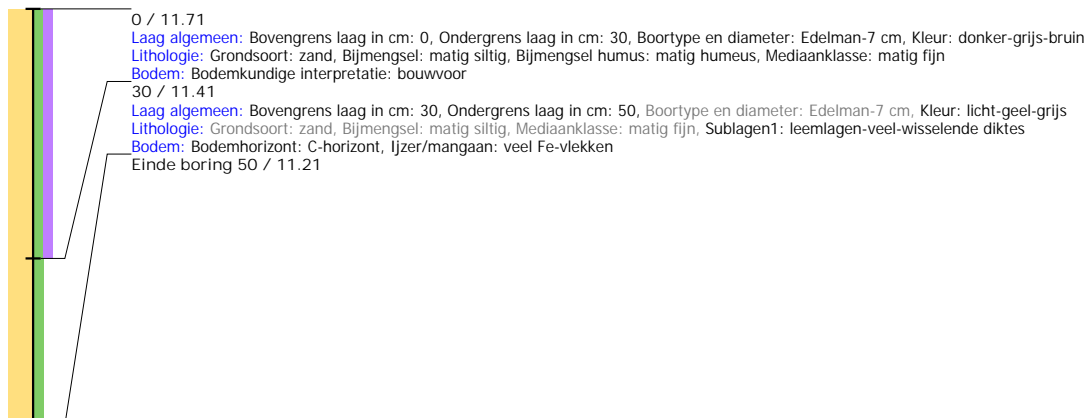 0 / 11.71
Laag algemeen: Bovengrens laag in cm: 0, Ondergrens laag in cm: 30, Boortype en diameter: Edelman-7 cm, Kleur: donker-grijs-bruin
Lithologie: Grondsoort: zand, Bijmengsel: matig siltig, Bijmengsel humus: matig humeus, Mediaanklasse: matig fijn
Bodem: Bodemkundige interpretatie: bouwvoor
30 / 11.41
Laag algemeen: Bovengrens laag in cm: 30, Ondergrens laag in cm: 50, Boortype en diameter: Edelman-7 cm, Kleur: licht-geel-grijs
Lithologie: Grondsoort: zand, Bijmengsel: matig siltig, Mediaanklasse: matig fijn, Sublagen1: leemlagen-veel-wisselende diktes
Bodem: Bodemhorizont: C-horizont, Ijzer/mangaan: veel Fe-vlekken
Einde boring 50 / 11.21